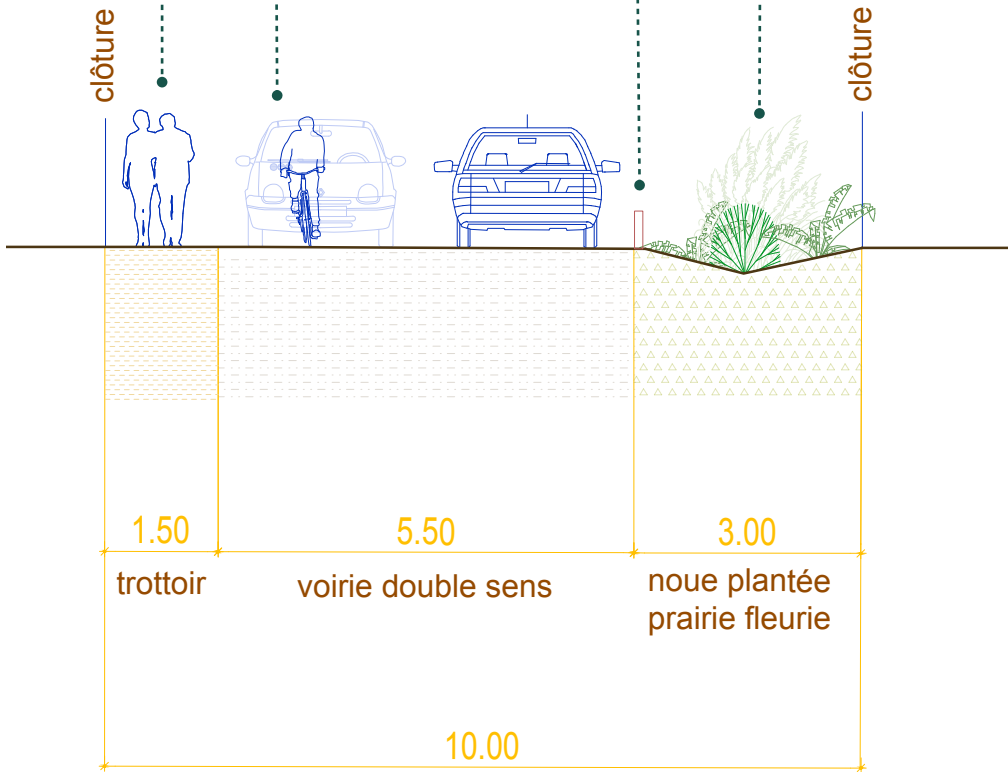 clôture
clôture
1.50
5.50
3.00
trottoir
voirie double sens
noue plantée
prairie fleurie
10.00